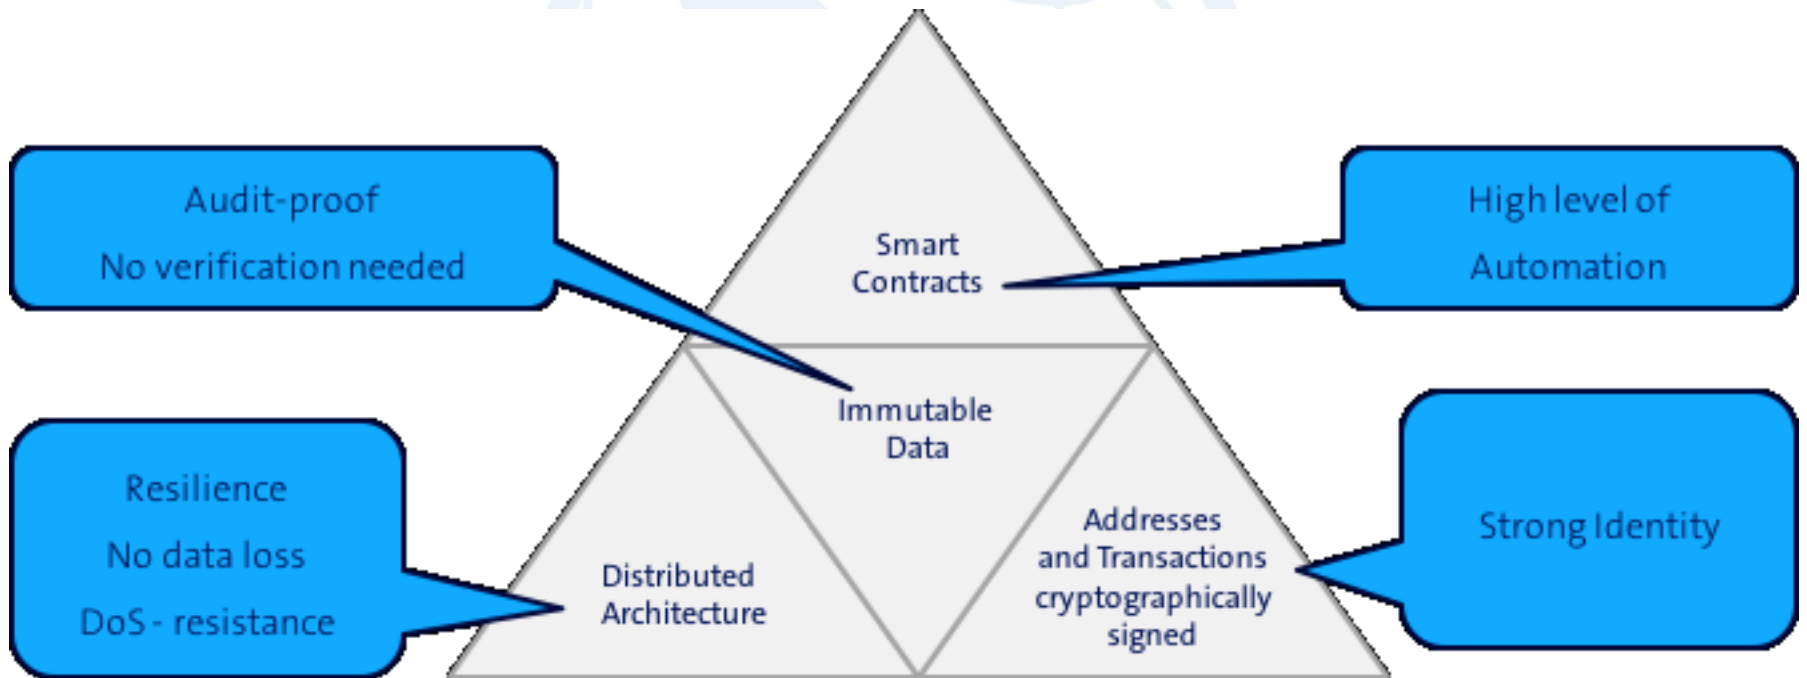 Audit-proof
No verification needed
High level of
Automation
Smart
Contracts
Immutable
Data
Resilience
No data loss
DoS - resistance
Distributed
Architecture
Addresses
and Transactions
cryptographically
signed
Strong Identity